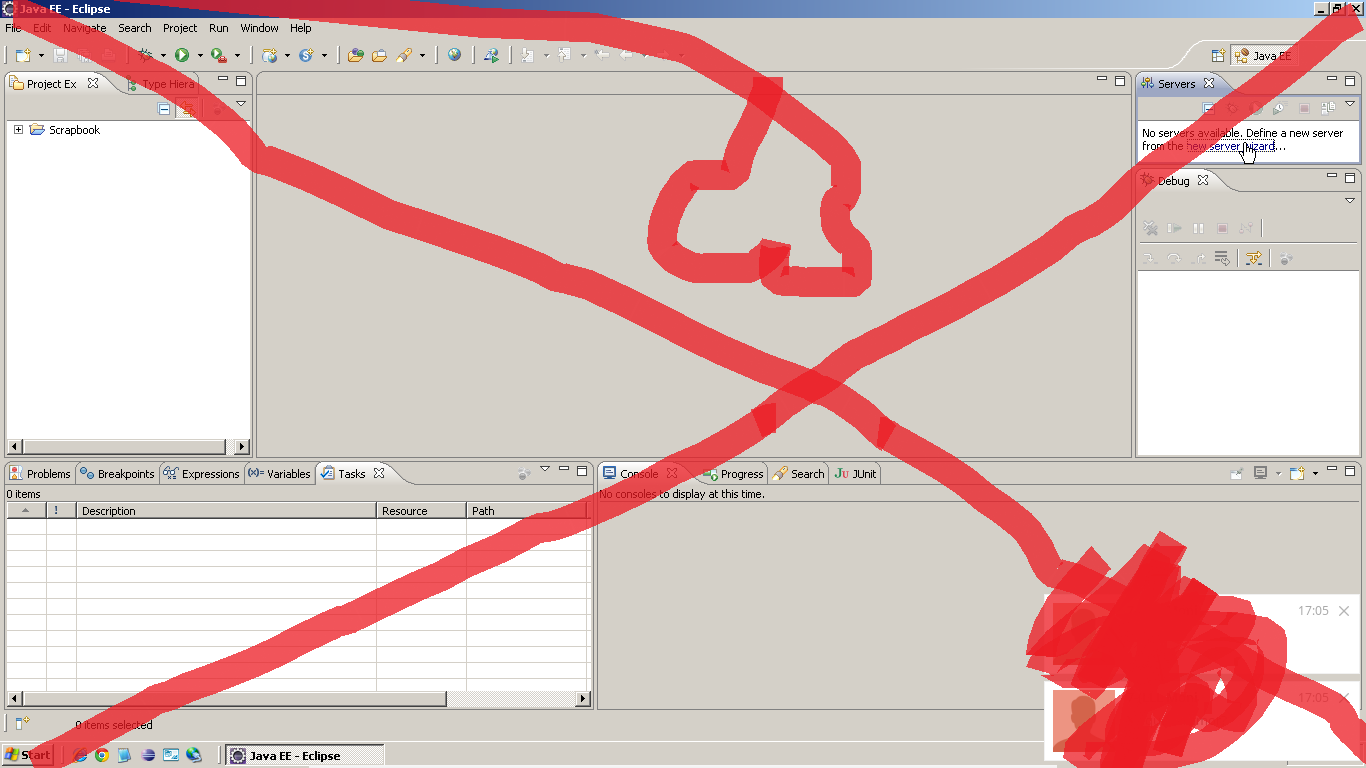 Java EE - Eclipse
File Edit Navigate Search Project Run Window Help
Java EE
Project Ex Type Hiera
Servers
Scrapbook
No servers available. Define a new server
from the new server wizard...
Debug
Problems Breakpoints Expressions (x)= Variables Tasks
Console Progress Search JU JUnit
0 items
No consoles to display at this time.
! Description Resource Path
17:05
17:05
0 items selected
Start Java EE - Eclipse